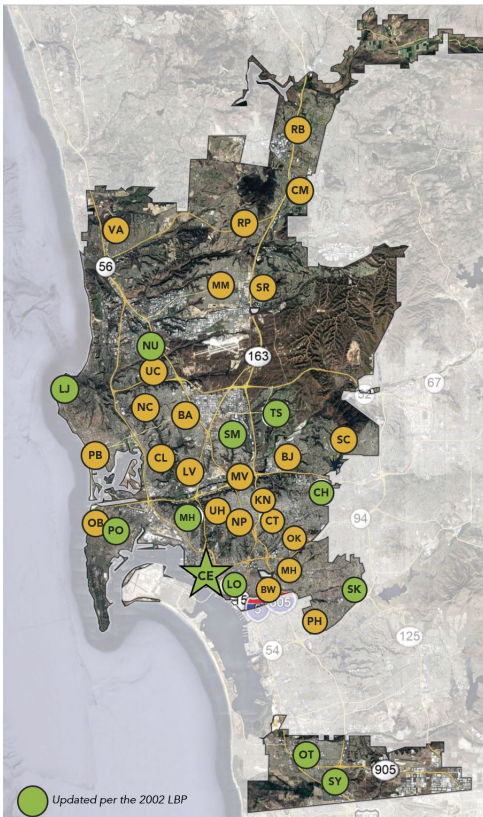 RB
CM
RP
VA
56
MM
SR
NU
163
UC
LJ
52
67
NC
BA
TS
SM
SC
PB
CL
LV
BJ
MV
CH
KN
MH
UH
NP
CT
94
OB
PO
OK
CE
LO
MH
BW
SK
5
805
PH
125
54
OT
SY
905
Updated per the 2002 LBP